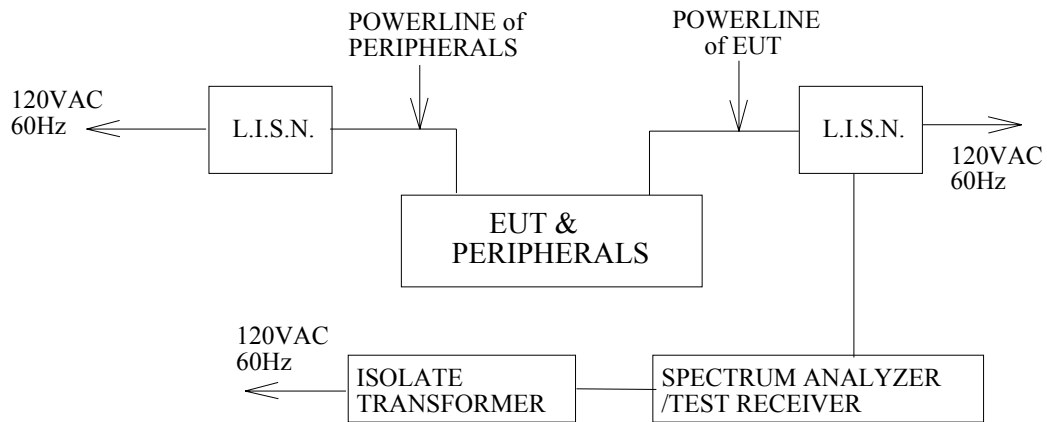 POWERLINE of
PERIPHERALS
POWERLINE
of EUT
120VAC
60Hz
L.I.S.N.
L.I.S.N.
120VAC
60Hz
EUT &
PERIPHERALS
120VAC
60Hz
ISOLATE
TRANSFORMER
SPECTRUM ANALYZER
/TEST RECEIVER